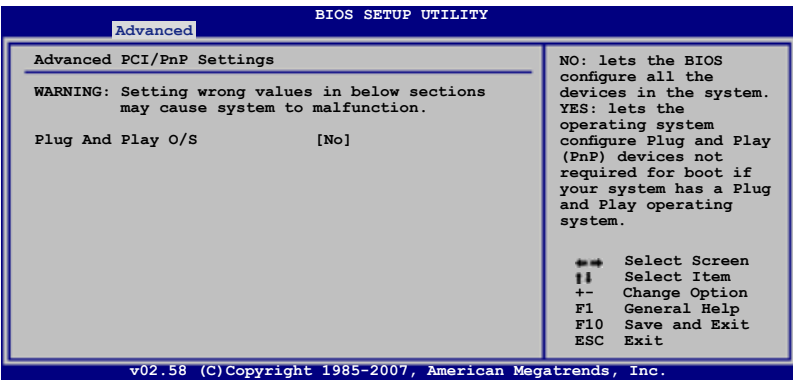 BIOS SETUP UTILITY
Advanced
Advanced PCI/PnP Settings
WARNING: Setting wrong values in below sections
may cause system to malfunction.
Plug And Play O/S [No]
NO: lets the BIOS
configure all the
devices in the system.
YES: lets the
operating system
configure Plug and Play
(PnP) devices not
required for boot if
your system has a Plug
and Play operating
system.
←→ Select Screen
↑↓ Select Item
+- Change Option
F1 General Help
F10 Save and Exit
ESC Exit
v02.58 (C)Copyright 1985-2007, American Megatrends, Inc.